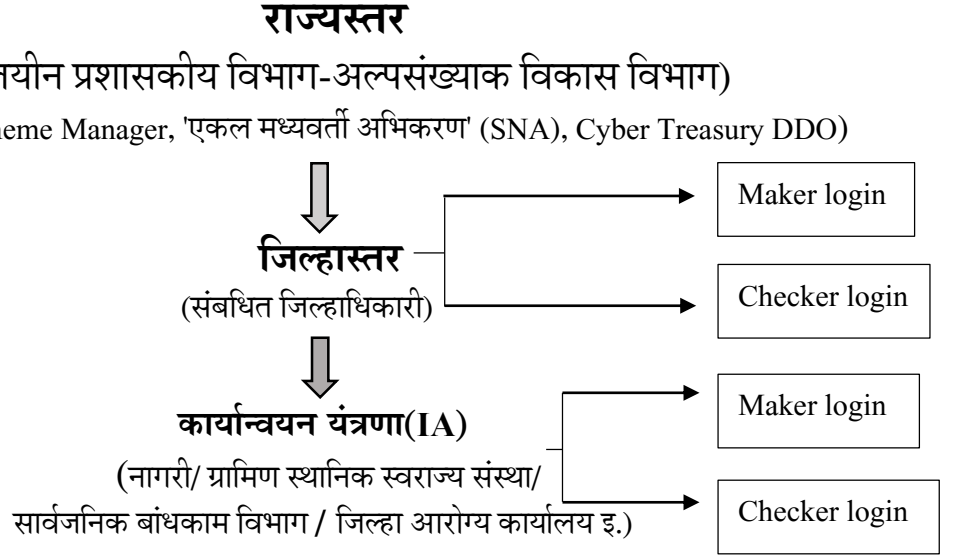 राज्यस्तर
प्रशासकीय विभाग-अल्पसंख्याक विकास विभाग)
Manager, 'एकल मध्यवर्ती अभिकरण' (SNA), Cyber Treasury DDO)
Maker login
जिल्हास्तर
(संबधित जिल्हाधिकारी)
Checker login
Maker login
कार्यान्वयन यंत्रणा(IA)
(नागरी/ ग्रामिण स्थानिक स्वराज्य संस्था/
सार्वजनिक बांधकाम विभाग / जिल्हा आरोग्य कार्यालय इ.)
Checker login